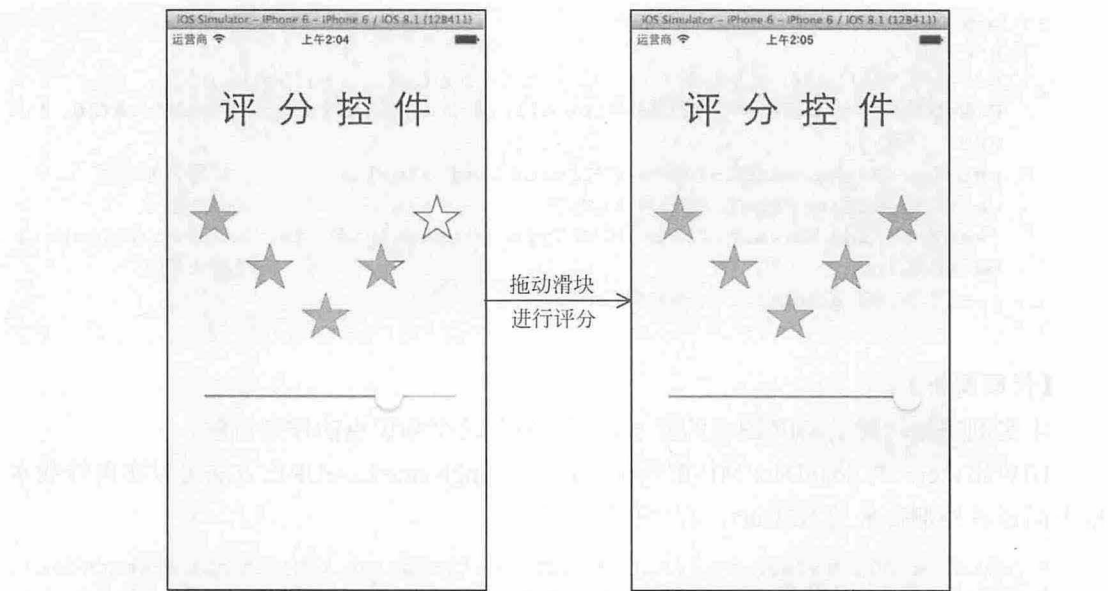 iOS Simulator – iPhone 6 – iPhone 6 / iOS 8.1 (12B411)
运营商 上午2:04
评分控件
拖动滑块
进行评分
iOS Simulator – iPhone 6 – iPhone 6 / iOS 8.1 (12B411)
运营商 上午2:05
评分控件